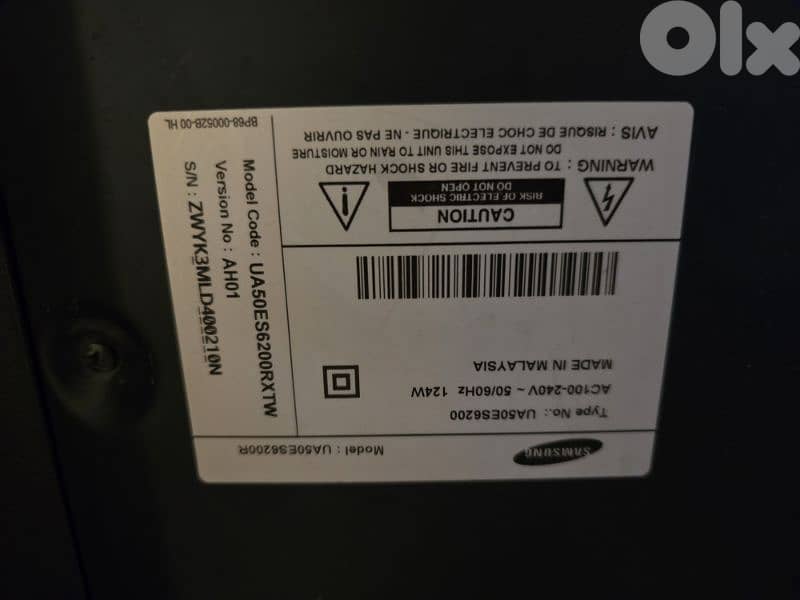 Olx
SAMSUNG
Model : UA50ES6200R
Type No.: UA50ES6200
AC100-240V ~ 50/60Hz 124W
MADE IN MALAYSIA
CAUTION
RISK OF ELECTRIC SHOCK
DO NOT OPEN
WARNING : TO PREVENT FIRE OR SHOCK HAZARD
DO NOT EXPOSE THIS UNIT TO RAIN OR MOISTURE
AVIS : RISQUE DE CHOC ELECTRIQUE - NE PAS OUVRIR
Model Code : UA50ES6200RXTW
Version No : AH01
S/N : ZWYK3MLD400210N
BP68-00052B-00 HL